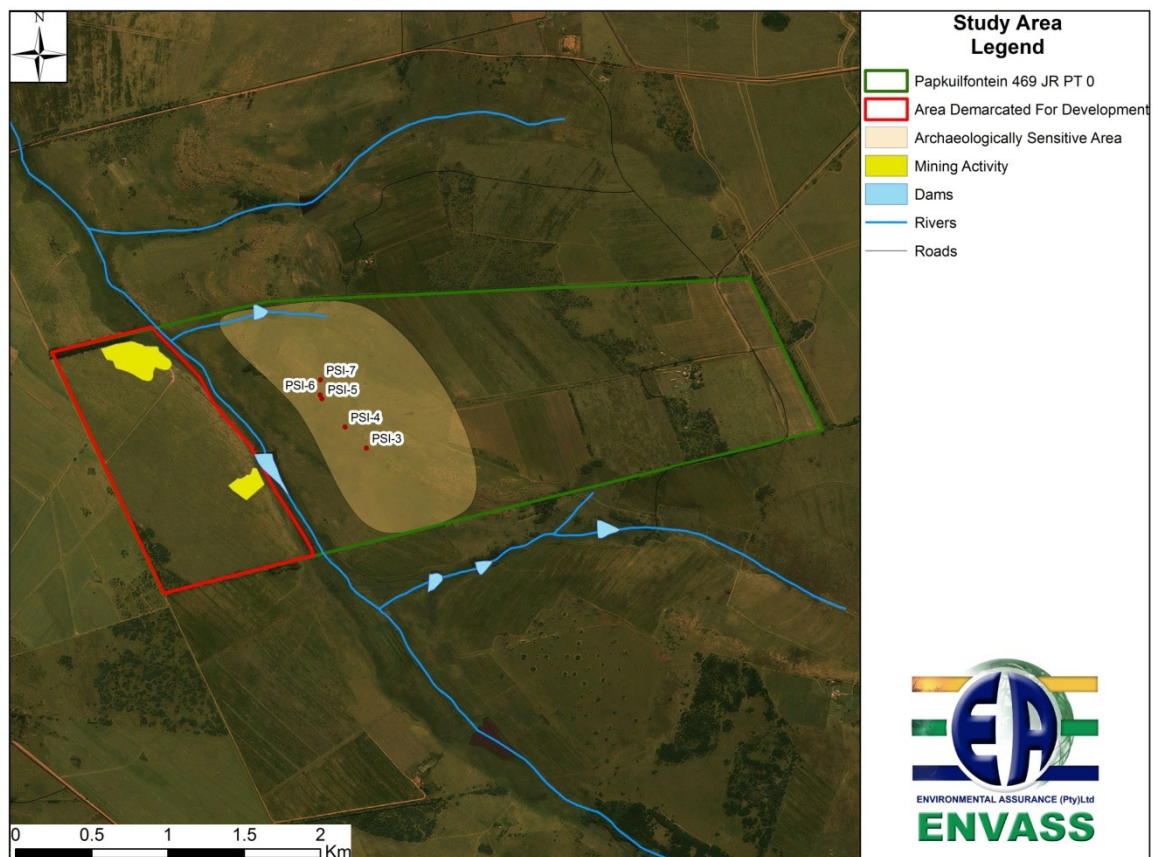 N
PSI-7
PSI-6
PSI-5
PSI-4
PSI-3
0 0.5 1 1.5 2
Km
Study Area
Legend
Papkuilfontein 469 JR PT 0
Area Demarcated For Development
Archaeologically Sensitive Area
Mining Activity
Dams
Rivers
Roads
EA
ENVIRONMENTAL ASSURANCE (Pty)Ltd
ENVASS